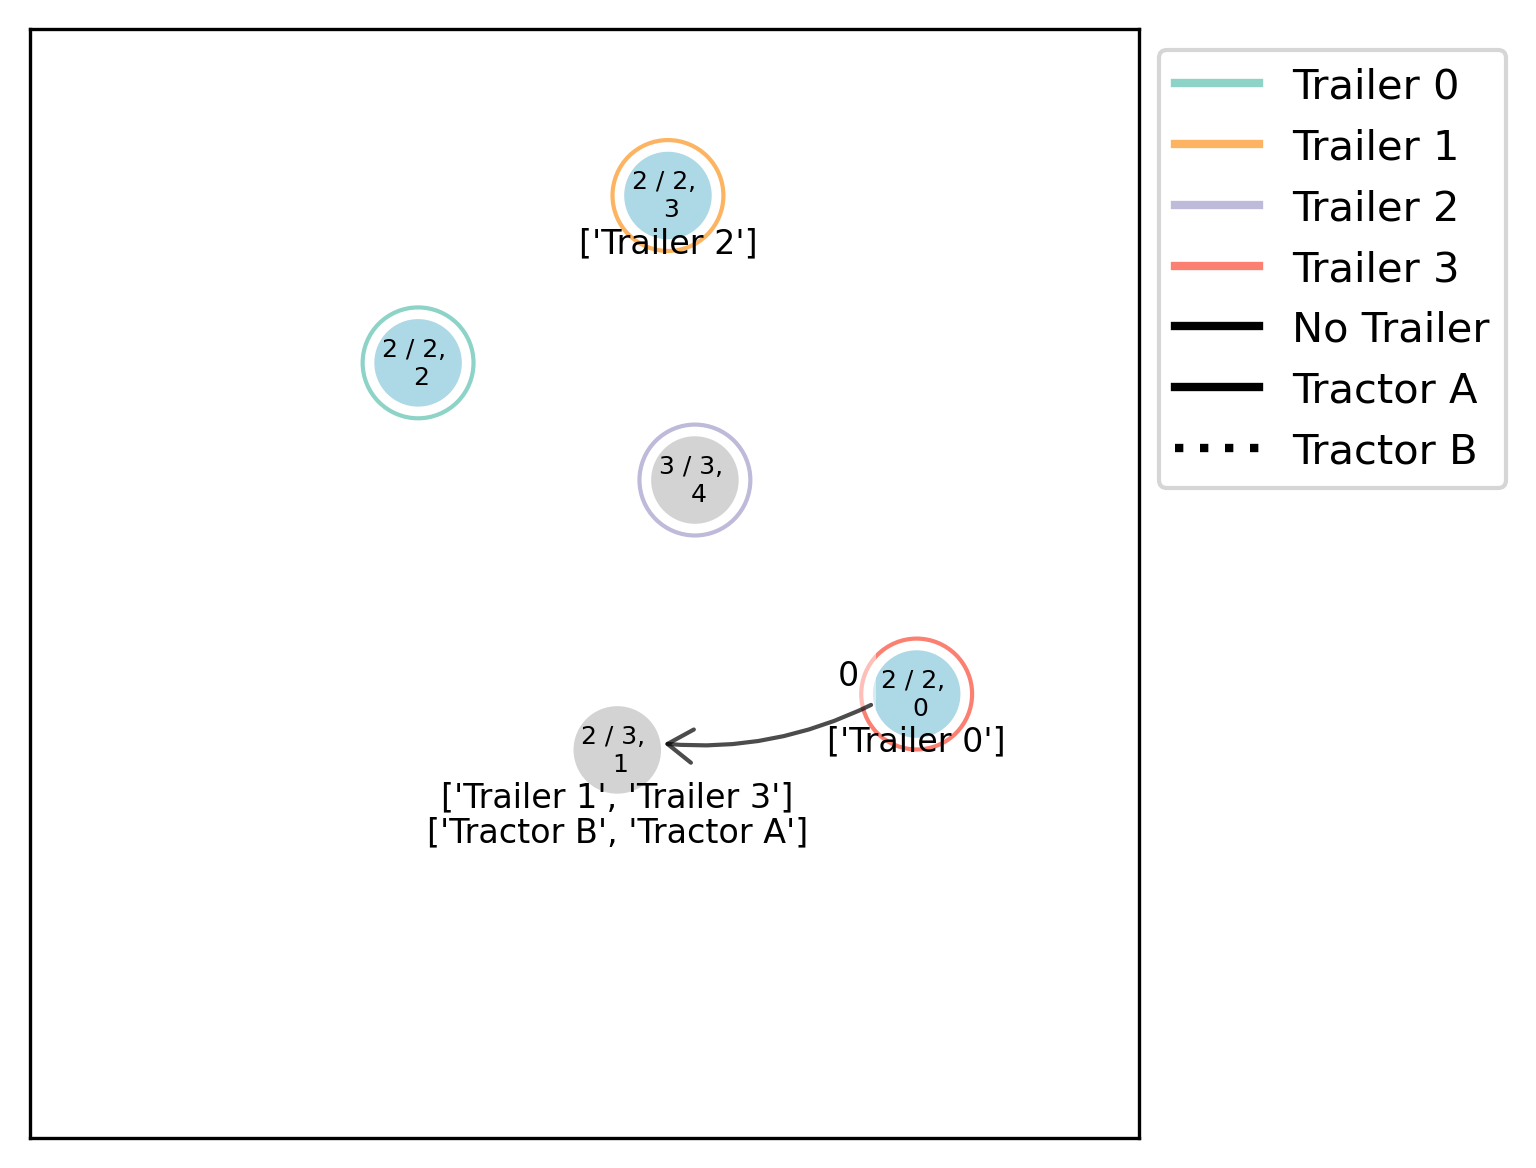 2 / 2,
3
['Trailer 2']
2 / 2,
2
3 / 3,
4
0
2 / 2,
0
['Trailer 0']
2 / 3,
1
['Trailer 1', 'Trailer 3']
['Tractor B', 'Tractor A']
Trailer 0
Trailer 1
Trailer 2
Trailer 3
No Trailer
Tractor A
Tractor B